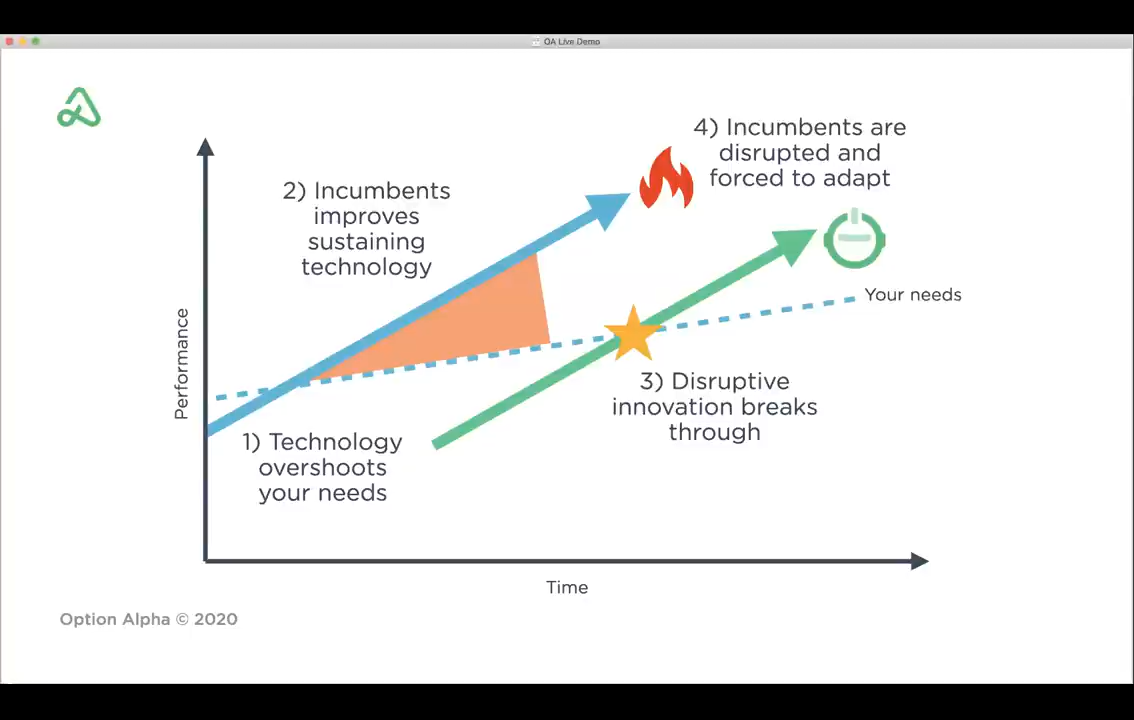 OA Live Demo
4) Incumbents are
disrupted and
forced to adapt
2) Incumbents
improves
sustaining
technology
Your needs
Performance
3) Disruptive
innovation breaks
through
1) Technology
overshoots
your needs
Time
Option Alpha © 2020